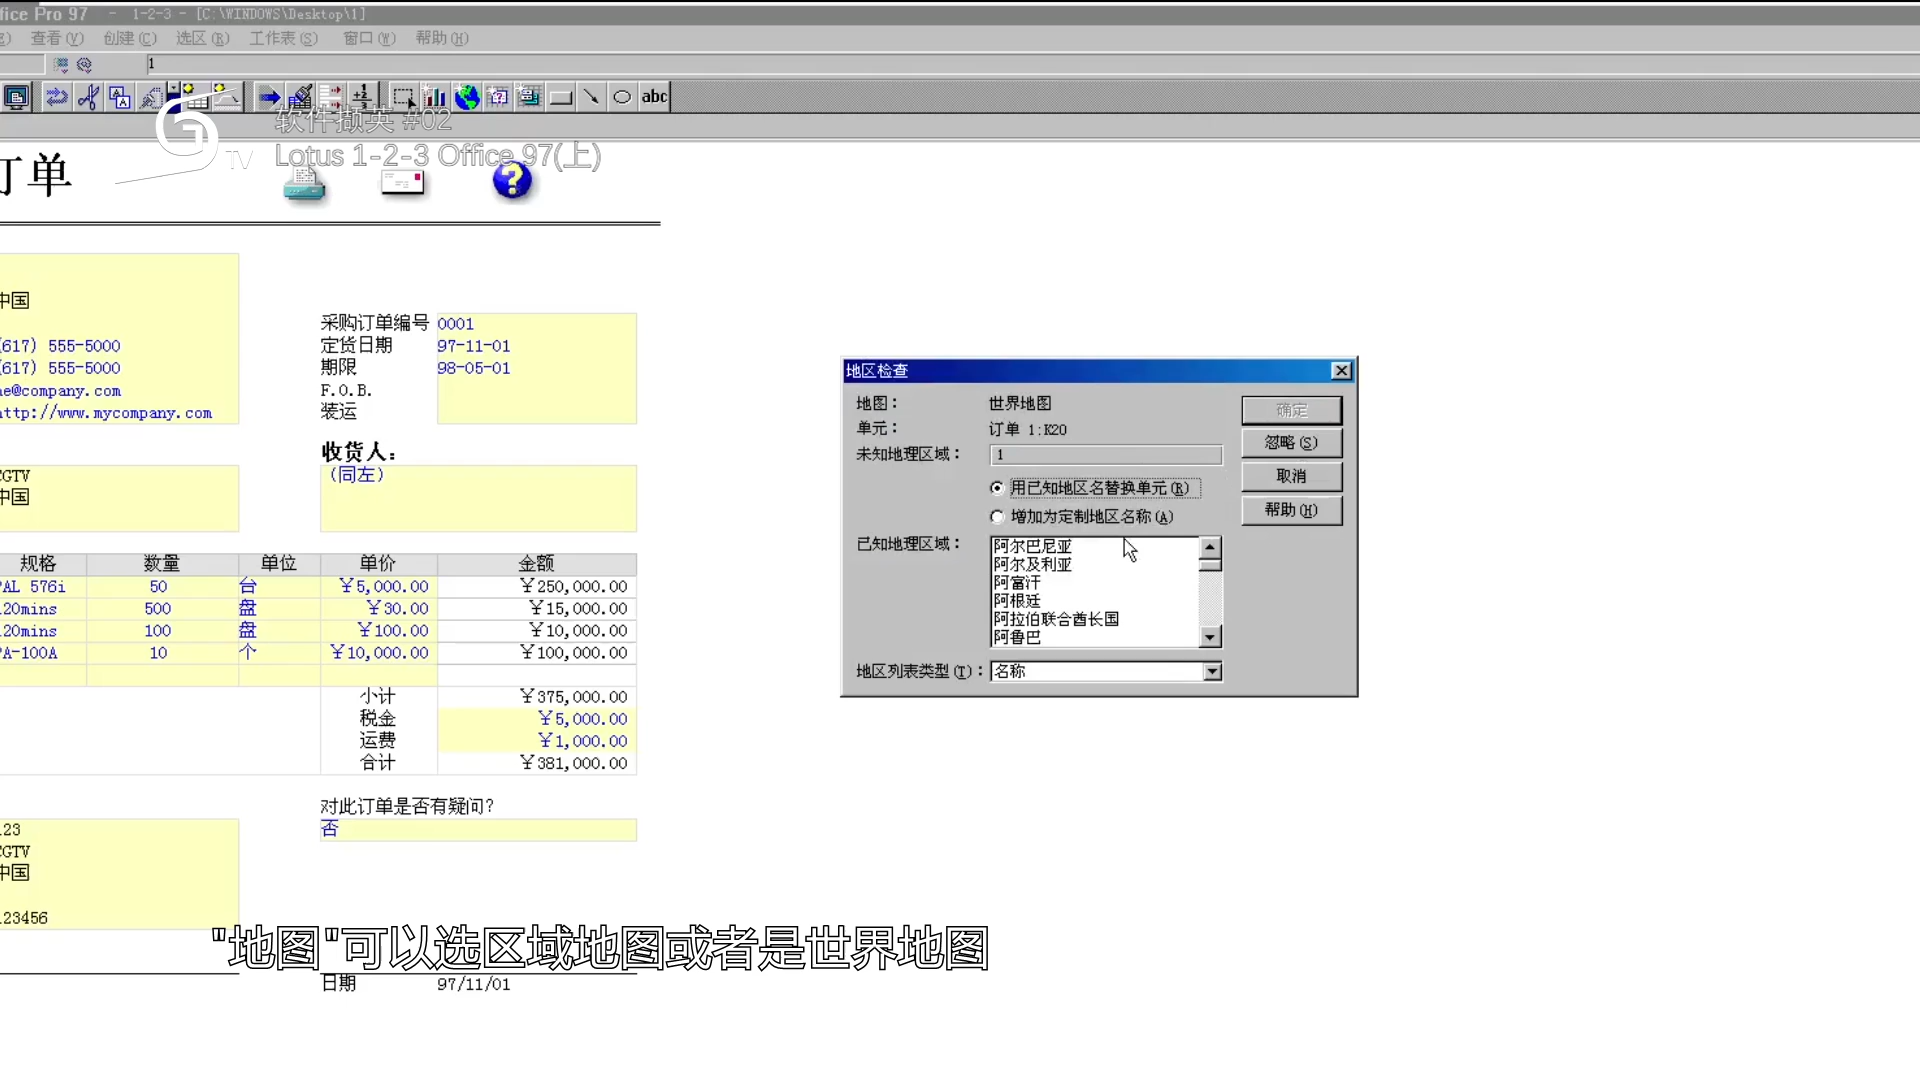 ffice Pro 97 - 1-2-3 - [C:\WINDOWS\Desktop\1]
查看(V) 创建(C) 选区(R) 工作表(S) 窗口(W) 帮助(H)
1
abc
软件撷英 #02
Lotus 1-2-3 Office 97(上)
TV
订单
中国
(617) 555-5000
(617) 555-5000
me@company.com
http://www.mycompany.com
采购订单编号 0001
定货日期 97-11-01
期限 98-05-01
F.O.B.
装运
收货人：
(同左)
CGTV
中国
规格 数量 单位 单价 金额
PAL 576i 50 台 ￥5,000.00 ￥250,000.00
120mins 500 盘 ￥30.00 ￥15,000.00
120mins 100 盘 ￥100.00 ￥10,000.00
PA-100A 10 个 ￥10,000.00 ￥100,000.00
小计 ￥375,000.00
税金 ￥5,000.00
运费 ￥1,000.00
合计 ￥381,000.00
对此订单是否有疑问?
否
123
CGTV
中国
123456
日期 97/11/01
地区检查
地图： 世界地图
单元： 订单 1:K20
未知地理区域： 1
用已知地区名替换单元(R)
增加为定制地区名称(A)
已知地理区域：
阿尔巴尼亚
阿尔及利亚
阿富汗
阿根廷
阿拉伯联合酋长国
阿鲁巴
地区列表类型(T)： 名称
确定
忽略(S)
取消
帮助(H)
"地图"可以选区域地图或者是世界地图